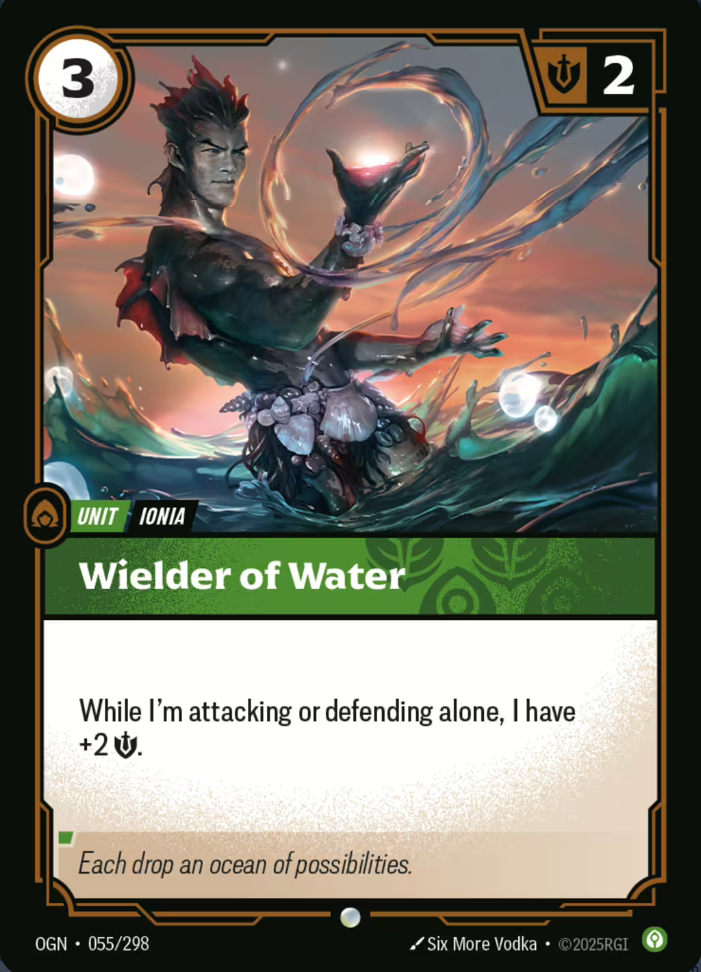 3
2
UNIT IONIA
Wielder of Water
While I'm attacking or defending alone, I have
+2 .
Each drop an ocean of possibilities.
OGN • 055/298
Six More Vodka • ©2025RGI